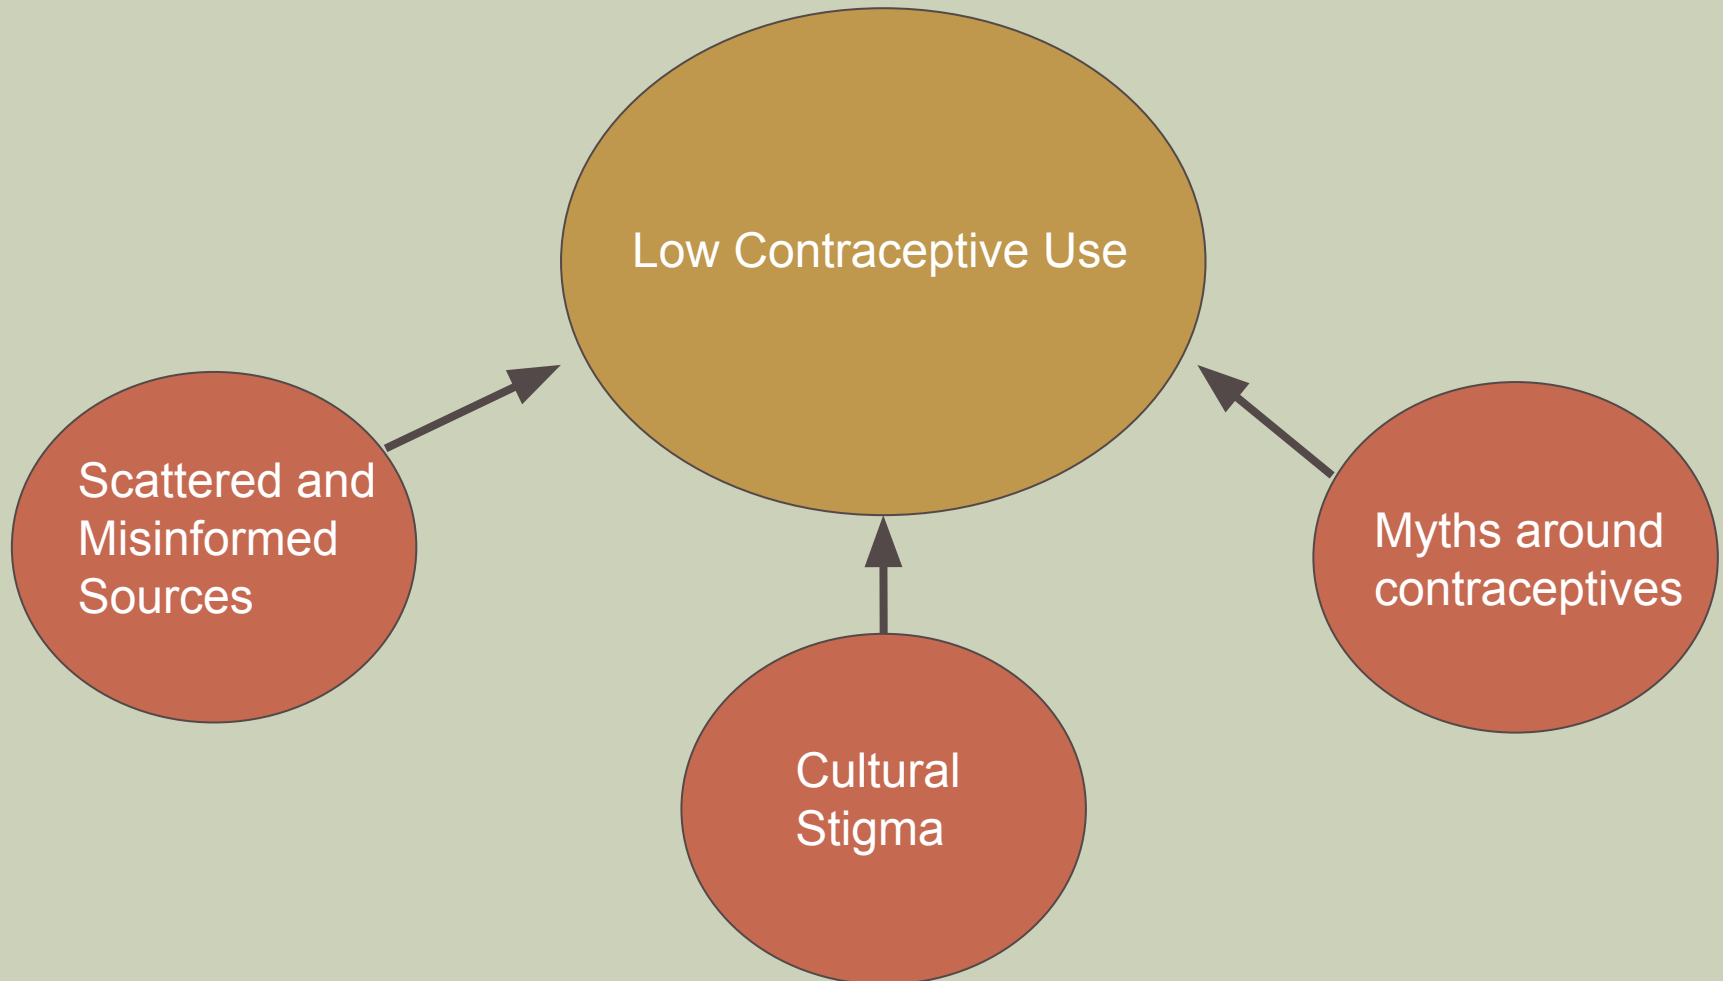 Low Contraceptive Use
Scattered and
Misinformed
Sources
Myths around
contraceptives
Cultural
Stigma